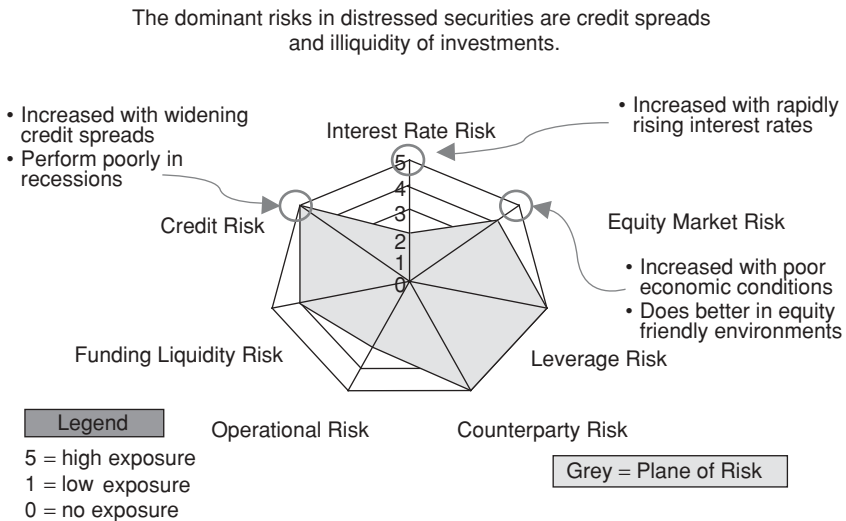 The dominant risks in distressed securities are credit spreads
and illiquidity of investments.
• Increased with widening
credit spreads
• Perform poorly in
recessions
Interest Rate Risk
• Increased with rapidly
rising interest rates
5
4
3
2
1
0
Credit Risk
Equity Market Risk
• Increased with poor
economic conditions
• Does better in equity
friendly environments
Funding Liquidity Risk
Leverage Risk
Operational Risk
Counterparty Risk
Legend
5 = high exposure
1 = low exposure
0 = no exposure
Grey = Plane of Risk